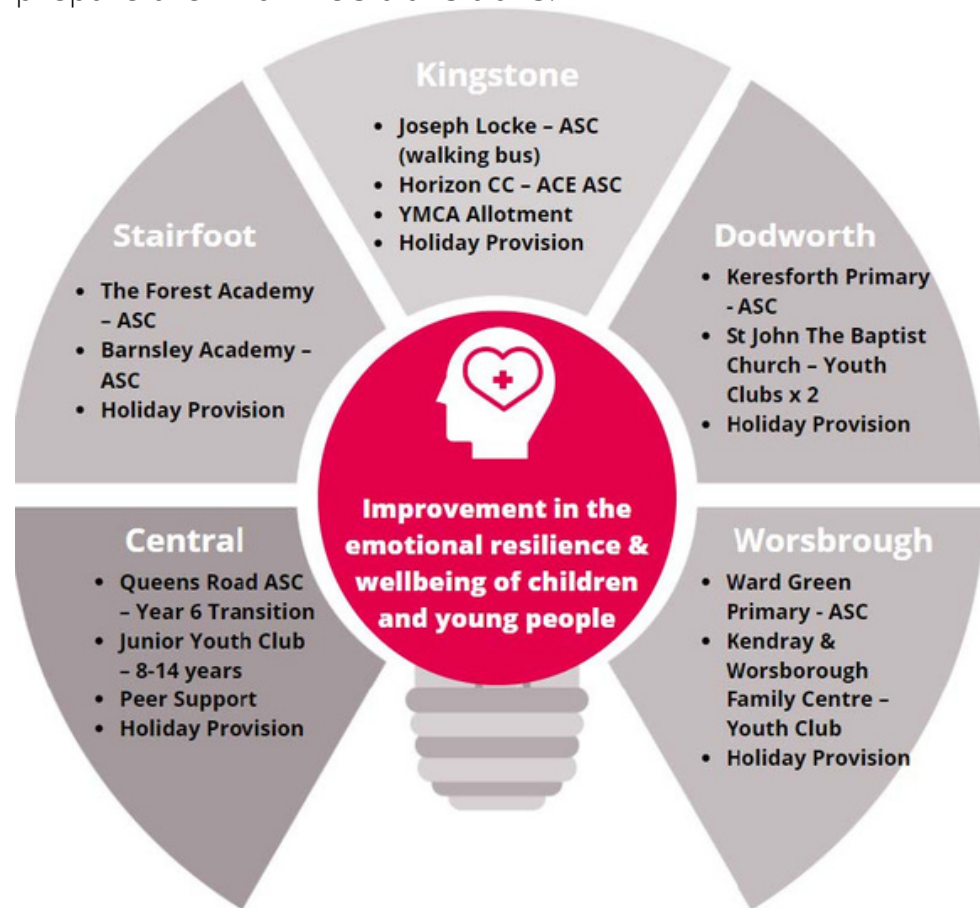 Kingstone
• Joseph Locke – ASC
(walking bus)
• Horizon CC – ACE ASC
• YMCA Allotment
• Holiday Provision
Stairfoot
• The Forest Academy
– ASC
• Barnsley Academy –
ASC
• Holiday Provision
Dodworth
• Keresforth Primary
- ASC
• St John The Baptist
Church – Youth
Clubs x 2
• Holiday Provision
Improvement in the
emotional resilience &
wellbeing of children
and young people
Central
• Queens Road ASC
– Year 6 Transition
• Junior Youth Club
– 8-14 years
• Peer Support
• Holiday Provision
Worsbrough
• Ward Green
Primary - ASC
• Kendray &
Worsborough
Family Centre –
Youth Club
• Holiday Provision